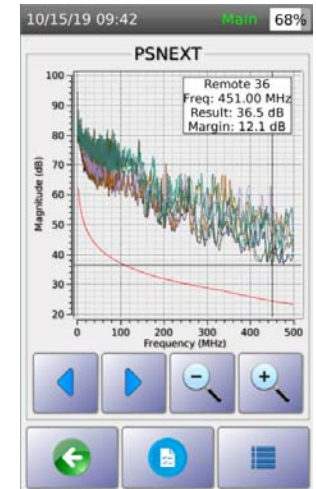 10/15/19 09:42 Main 68%
PSNEXT
Remote 36
Freq: 451.00 MHz
Result: 36.5 dB
Margin: 12.1 dB
Magnitude (dB)
100
90
80
70
60
50
40
30
20
0 100 200 300 400 500
Frequency (MHz)